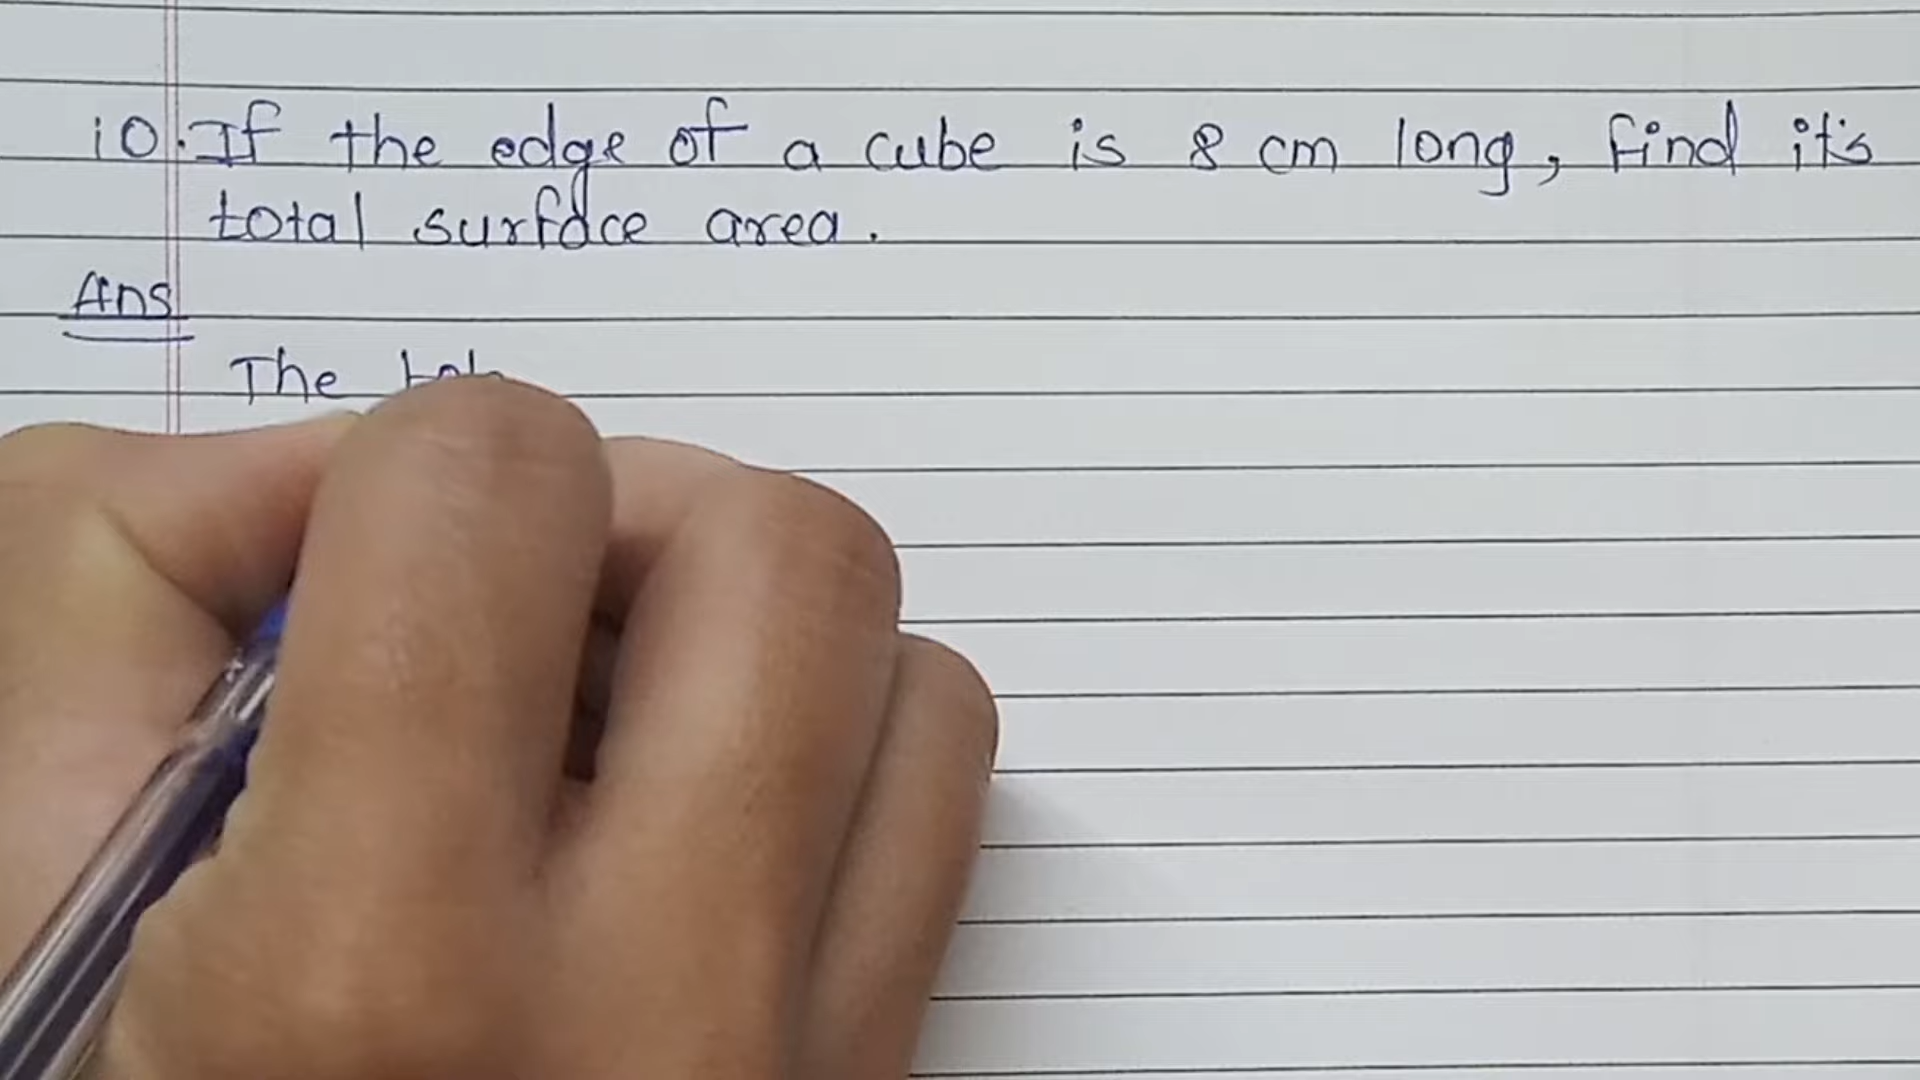 10. If the edge of a cube is 8 cm long, find it's
total surface area.
Ans
The